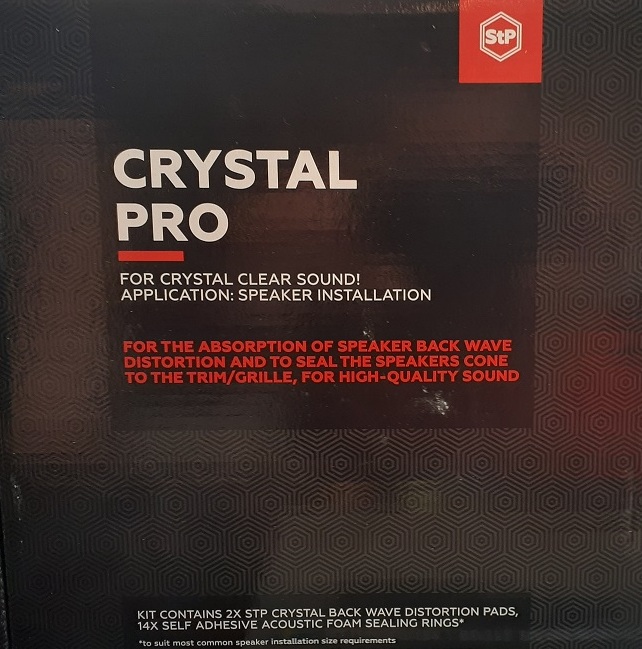 StP
CRYSTAL
PRO
FOR CRYSTAL CLEAR SOUND!
APPLICATION: SPEAKER INSTALLATION
FOR THE ABSORPTION OF SPEAKER BACK WAVE
DISTORTION AND TO SEAL THE SPEAKERS CONE
TO THE TRIM/GRILLE, FOR HIGH-QUALITY SOUND
KIT CONTAINS 2X STP CRYSTAL BACK WAVE DISTORTION PADS,
14X SELF ADHESIVE ACOUSTIC FOAM SEALING RINGS*
*to suit most common speaker installation size requirements